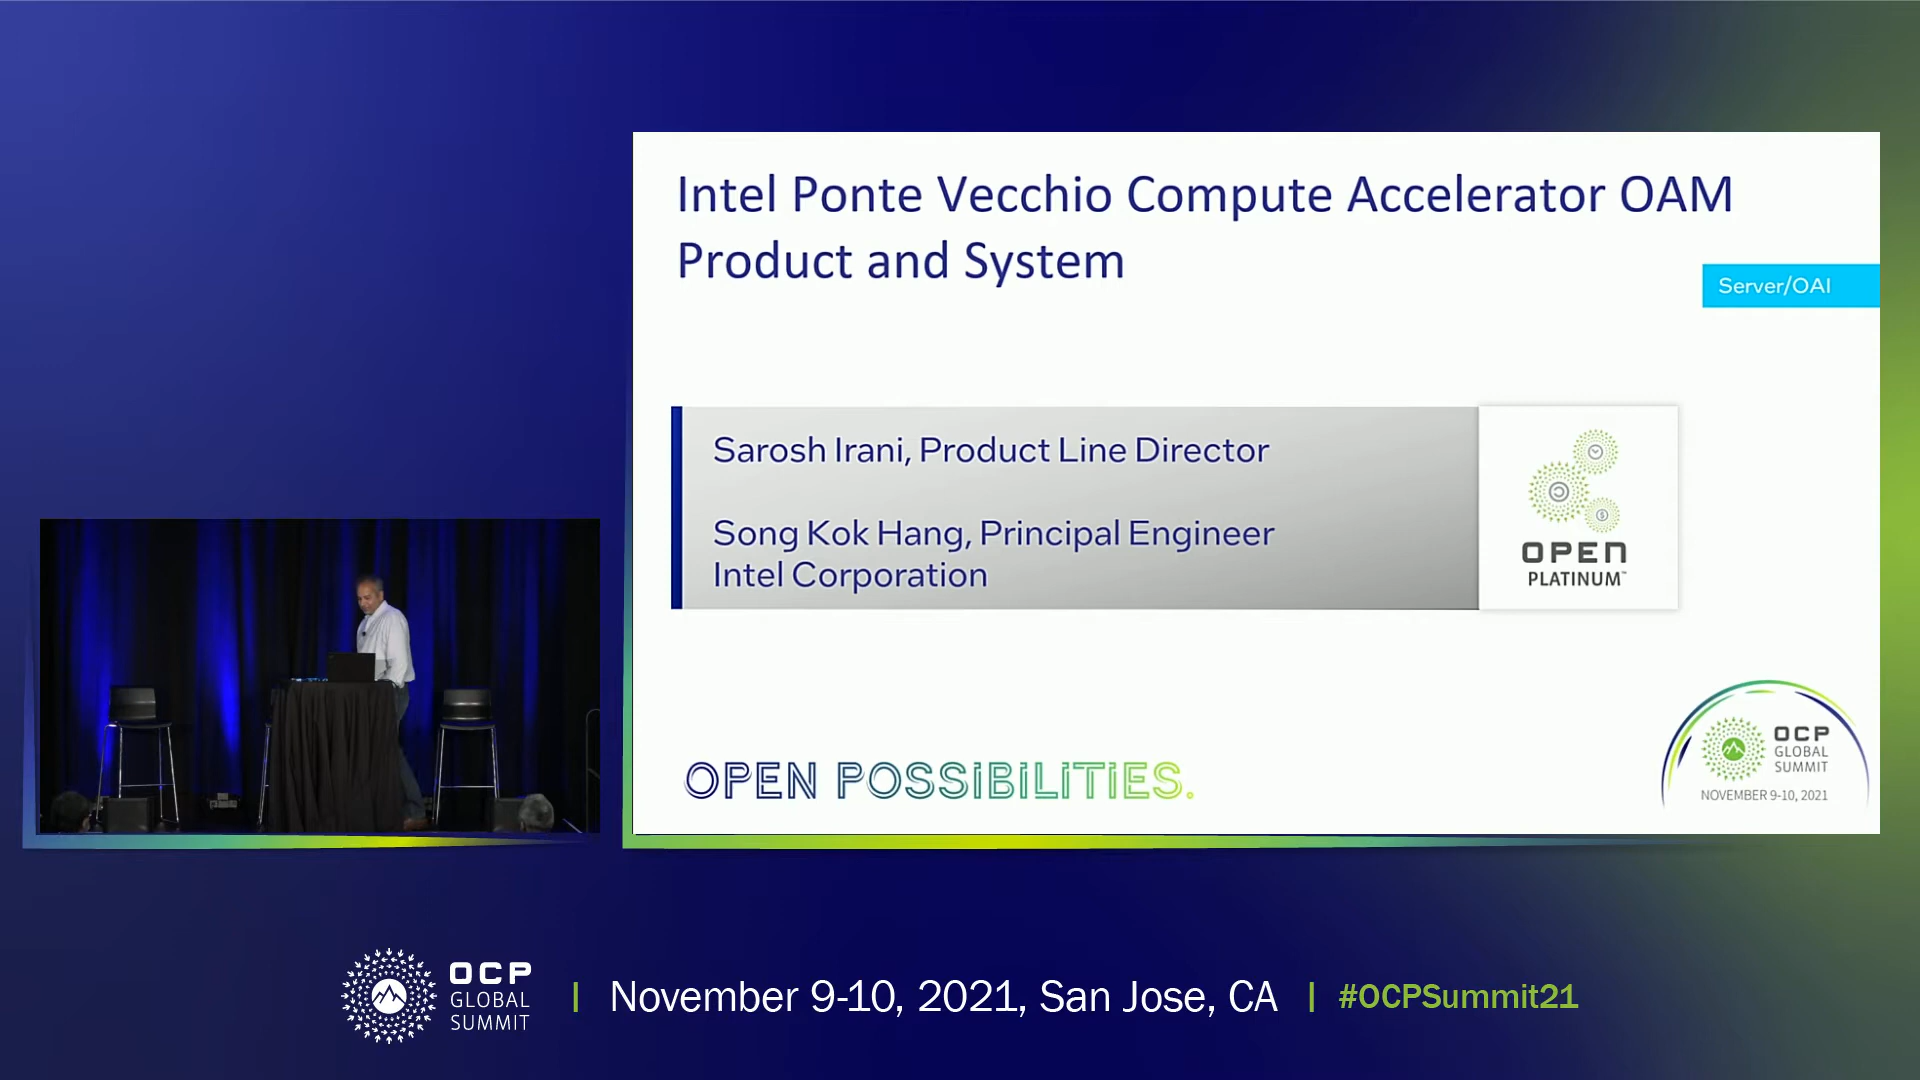 Intel Ponte Vecchio Compute Accelerator OAM
Product and System
Server/OAI
Sarosh Irani, Product Line Director
Song Kok Hang, Principal Engineer
Intel Corporation
OPEN
PLATINUM™
OPEN POSSIBILITIES.
OCP
GLOBAL
SUMMIT
NOVEMBER 9-10, 2021
OCP
GLOBAL
SUMMIT
November 9-10, 2021, San Jose, CA
#OCPSummit21